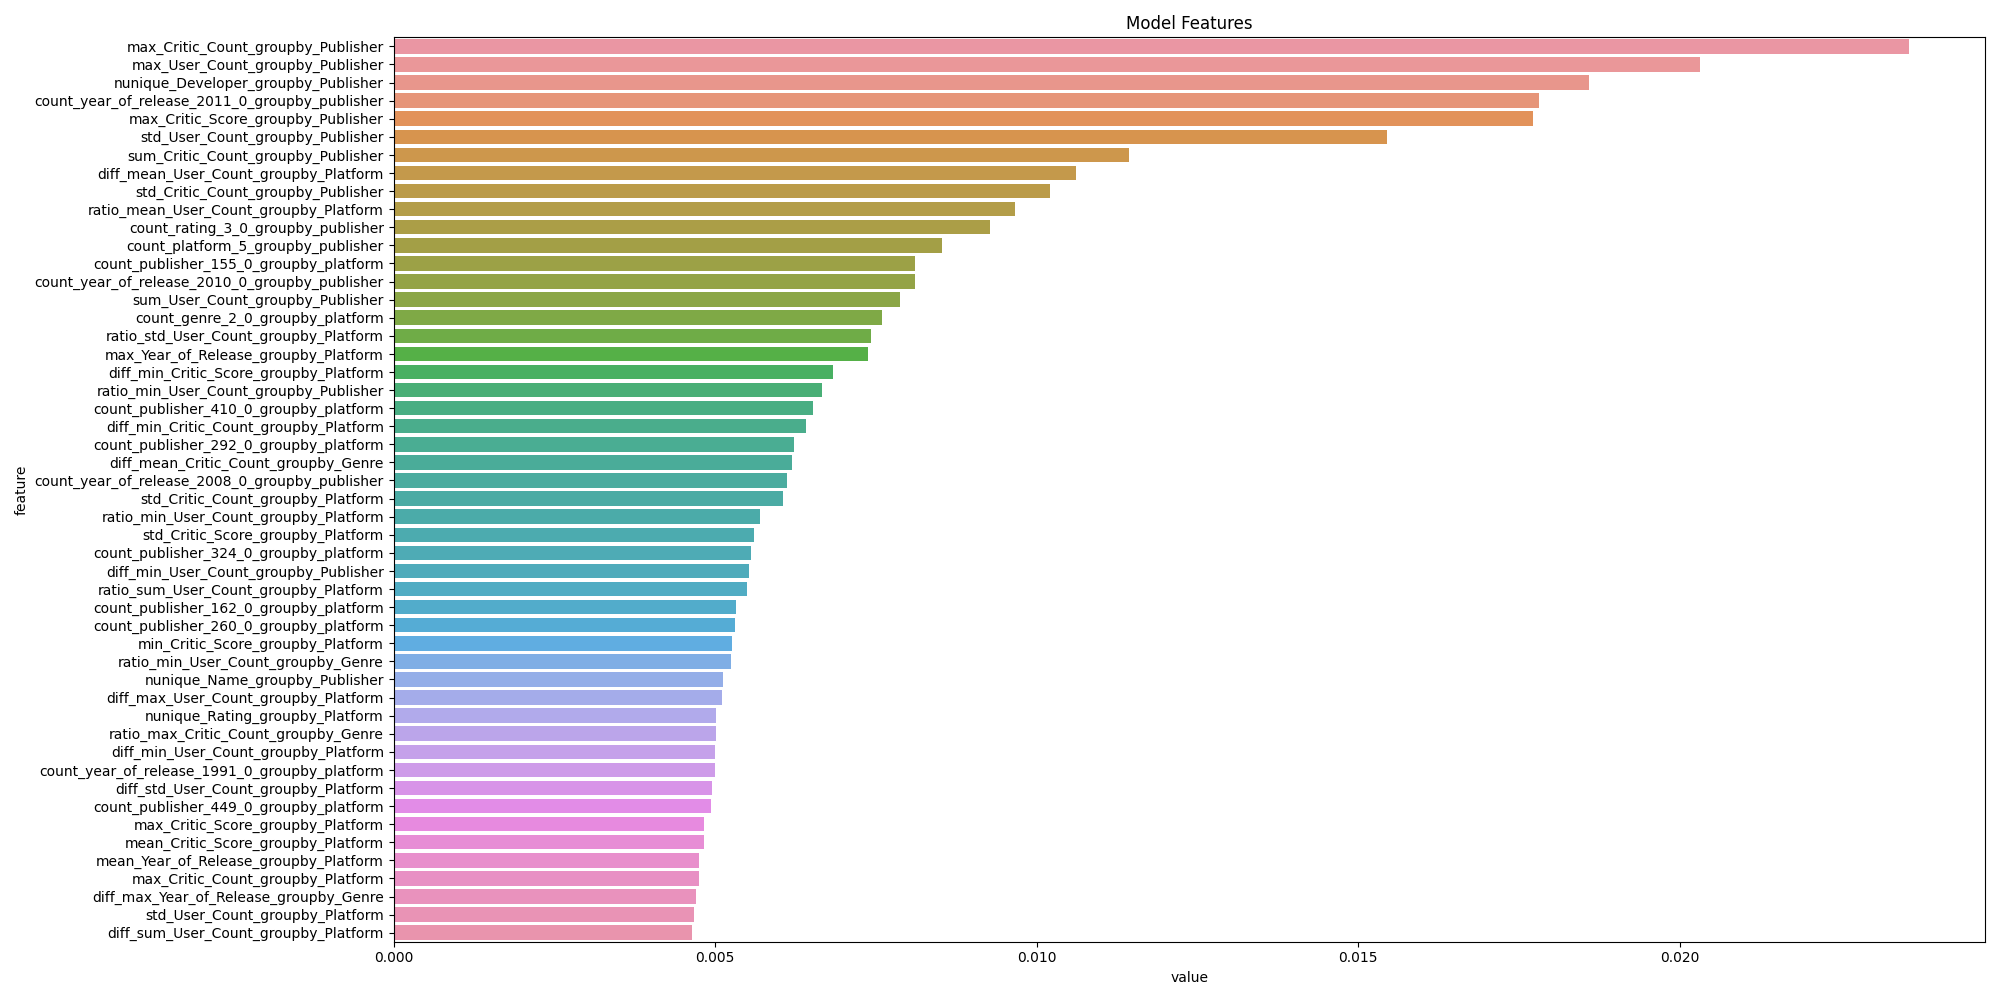 Model Features
max_Critic_Count_groupby_Publisher
max_User_Count_groupby_Publisher
nunique_Developer_groupby_Publisher
count_year_of_release_2011_0_groupby_publisher
max_Critic_Score_groupby_Publisher
std_User_Count_groupby_Publisher
sum_Critic_Count_groupby_Publisher
diff_mean_User_Count_groupby_Platform
std_Critic_Count_groupby_Publisher
ratio_mean_User_Count_groupby_Platform
count_rating_3_0_groupby_publisher
count_platform_5_groupby_publisher
count_publisher_155_0_groupby_platform
count_year_of_release_2010_0_groupby_publisher
sum_User_Count_groupby_Publisher
count_genre_2_0_groupby_platform
ratio_std_User_Count_groupby_Platform
max_Year_of_Release_groupby_Platform
diff_min_Critic_Score_groupby_Platform
ratio_min_User_Count_groupby_Publisher
count_publisher_410_0_groupby_platform
diff_min_Critic_Count_groupby_Platform
count_publisher_292_0_groupby_platform
diff_mean_Critic_Count_groupby_Genre
count_year_of_release_2008_0_groupby_publisher
std_Critic_Count_groupby_Platform
ratio_min_User_Count_groupby_Platform
std_Critic_Score_groupby_Platform
count_publisher_324_0_groupby_platform
diff_min_User_Count_groupby_Publisher
ratio_sum_User_Count_groupby_Platform
count_publisher_162_0_groupby_platform
count_publisher_260_0_groupby_platform
min_Critic_Score_groupby_Platform
ratio_min_User_Count_groupby_Genre
nunique_Name_groupby_Publisher
diff_max_User_Count_groupby_Platform
nunique_Rating_groupby_Platform
ratio_max_Critic_Count_groupby_Genre
diff_min_User_Count_groupby_Platform
count_year_of_release_1991_0_groupby_platform
diff_std_User_Count_groupby_Platform
count_publisher_449_0_groupby_platform
max_Critic_Score_groupby_Platform
mean_Critic_Score_groupby_Platform
mean_Year_of_Release_groupby_Platform
max_Critic_Count_groupby_Platform
diff_max_Year_of_Release_groupby_Genre
std_User_Count_groupby_Platform
diff_sum_User_Count_groupby_Platform
feature
0.000 0.005 0.010 0.015 0.020
value